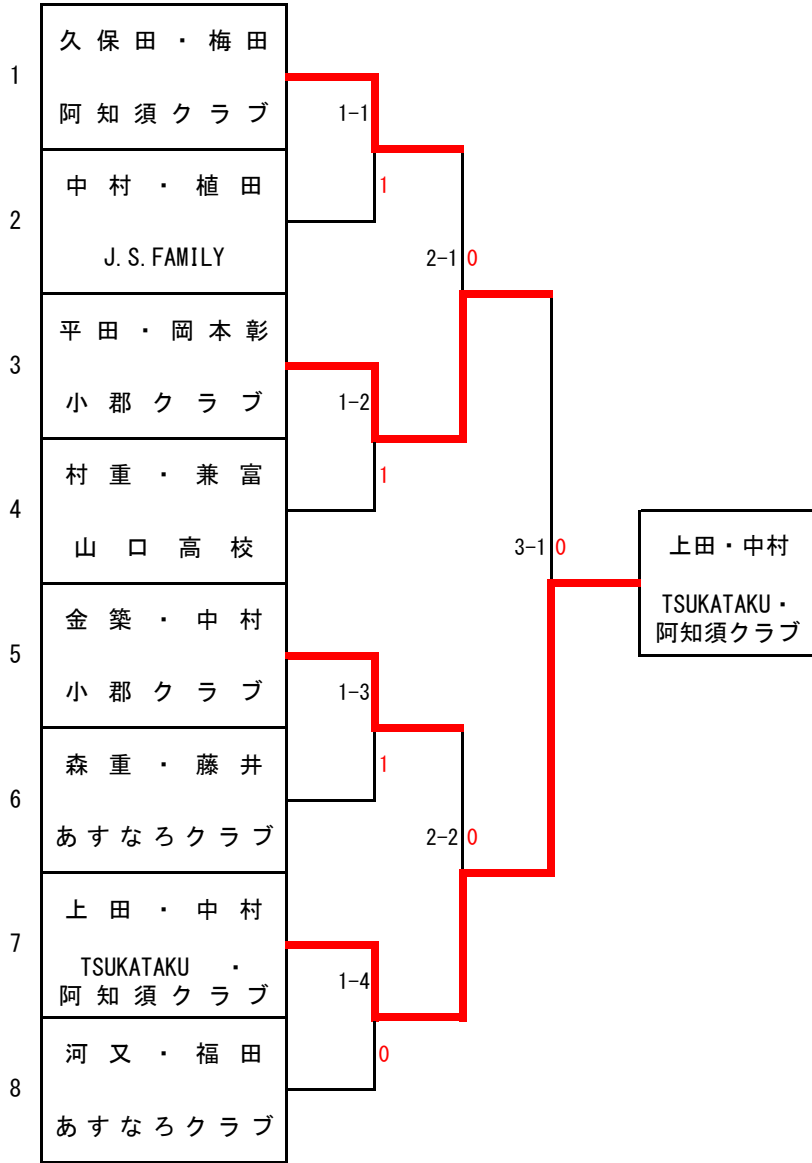 1
久保田・梅田
阿知須クラブ
1-1
2
中村・植田
J.S.FAMILY
1
2-1 0
3
平田・岡本彰
小郡クラブ
1-2
4
村重・兼富
山口高校
1
3-1 0
上田・中村
TSUKATAKU・
阿知須クラブ
5
金築・中村
小郡クラブ
1-3
6
森重・藤井
あすなろクラブ
1
2-2 0
7
上田・中村
TSUKATAKU ・
阿知須クラブ
1-4
8
河又・福田
あすなろクラブ
0